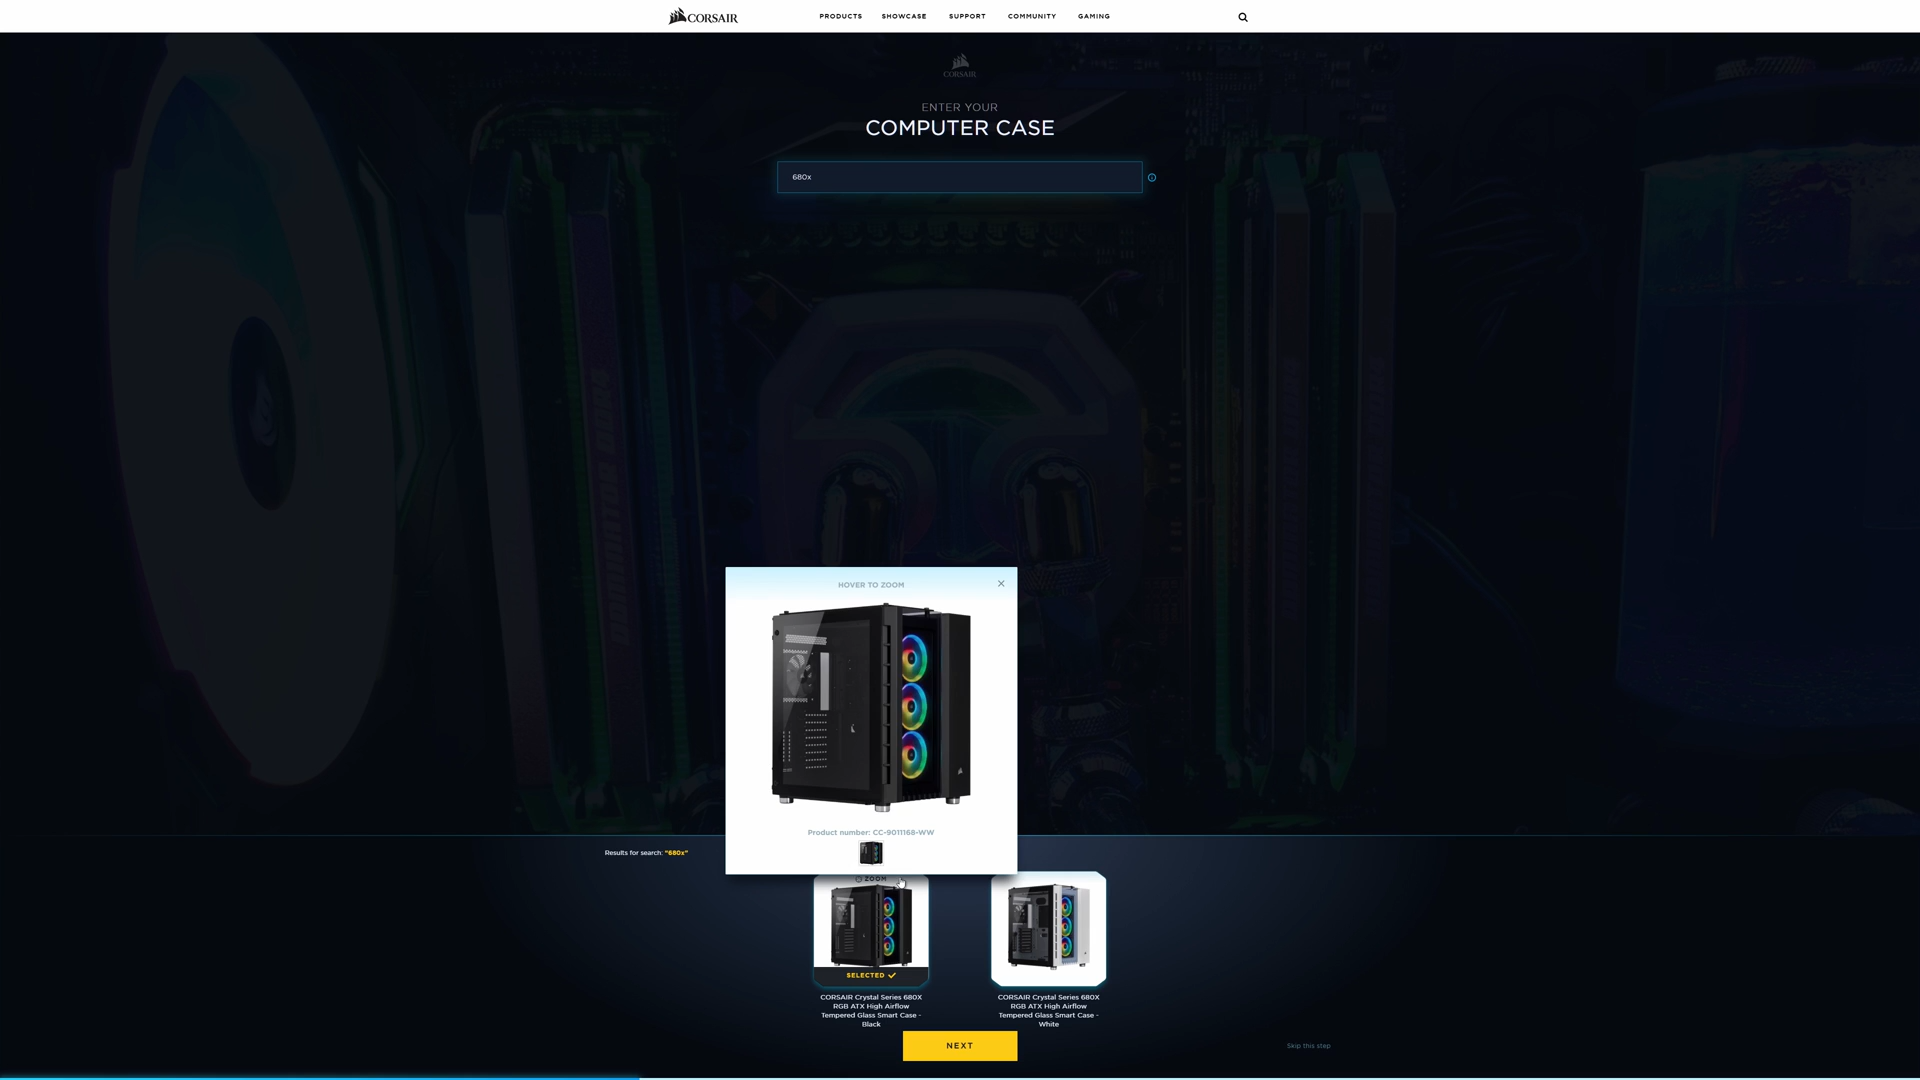 CORSAIR
PRODUCTS
SHOWCASE
SUPPORT
COMMUNITY
GAMING
CORSAIR
ENTER YOUR
COMPUTER CASE
680x
HOVER TO ZOOM
Product number: CC-9011168-WW
Results for search: "680x"
ZOOM
SELECTED
CORSAIR Crystal Series 680X
RGB ATX High Airflow
Tempered Glass Smart Case -
Black
CORSAIR Crystal Series 680X
RGB ATX High Airflow
Tempered Glass Smart Case -
White
NEXT
Skip this step